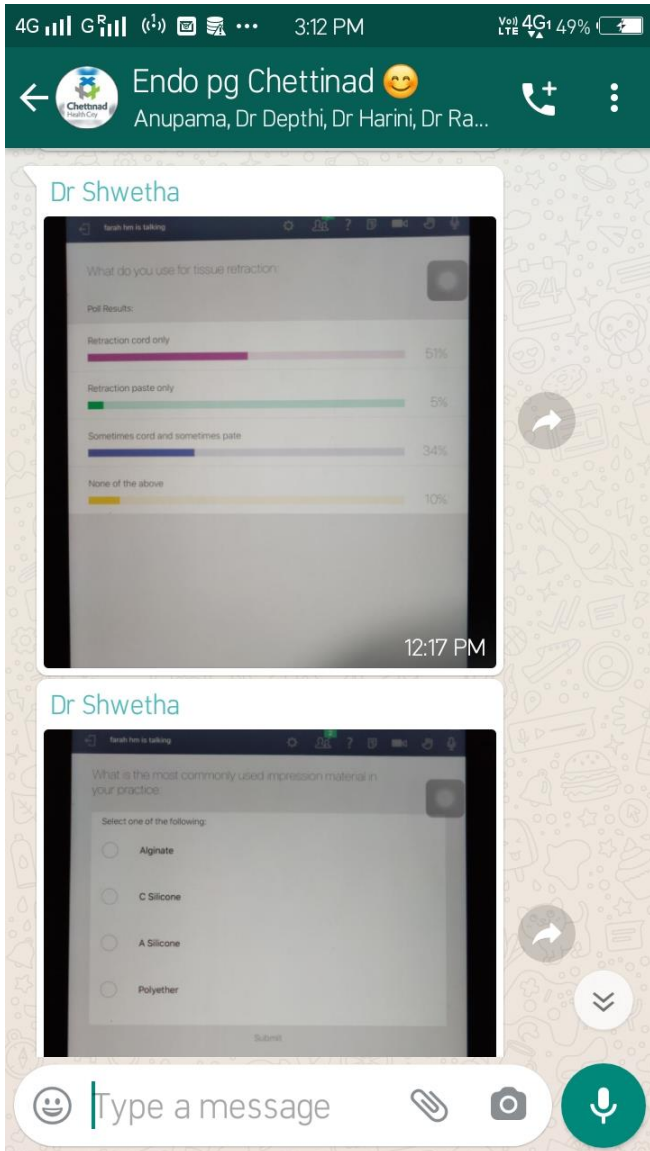 4G G R 3:12 PM Vo)) LTE 4G1 49%
Chettinad
Health City
Endo pg Chettinad 😊
Anupama, Dr Depthi, Dr Harini, Dr Ra...
Dr Shwetha
farah hm is talking
What do you use for tissue refraction:
Poll Results:
Retraction cord only
51%
Retraction paste only
5%
Sometimes cord and sometimes pate
34%
None of the above
10%
12:17 PM
Dr Shwetha
farah hm is talking
What is the most commonly used impression material in
your practice:
Select one of the following:
Alginate
C Silicone
A Silicone
Polyether
Submit
Type a message